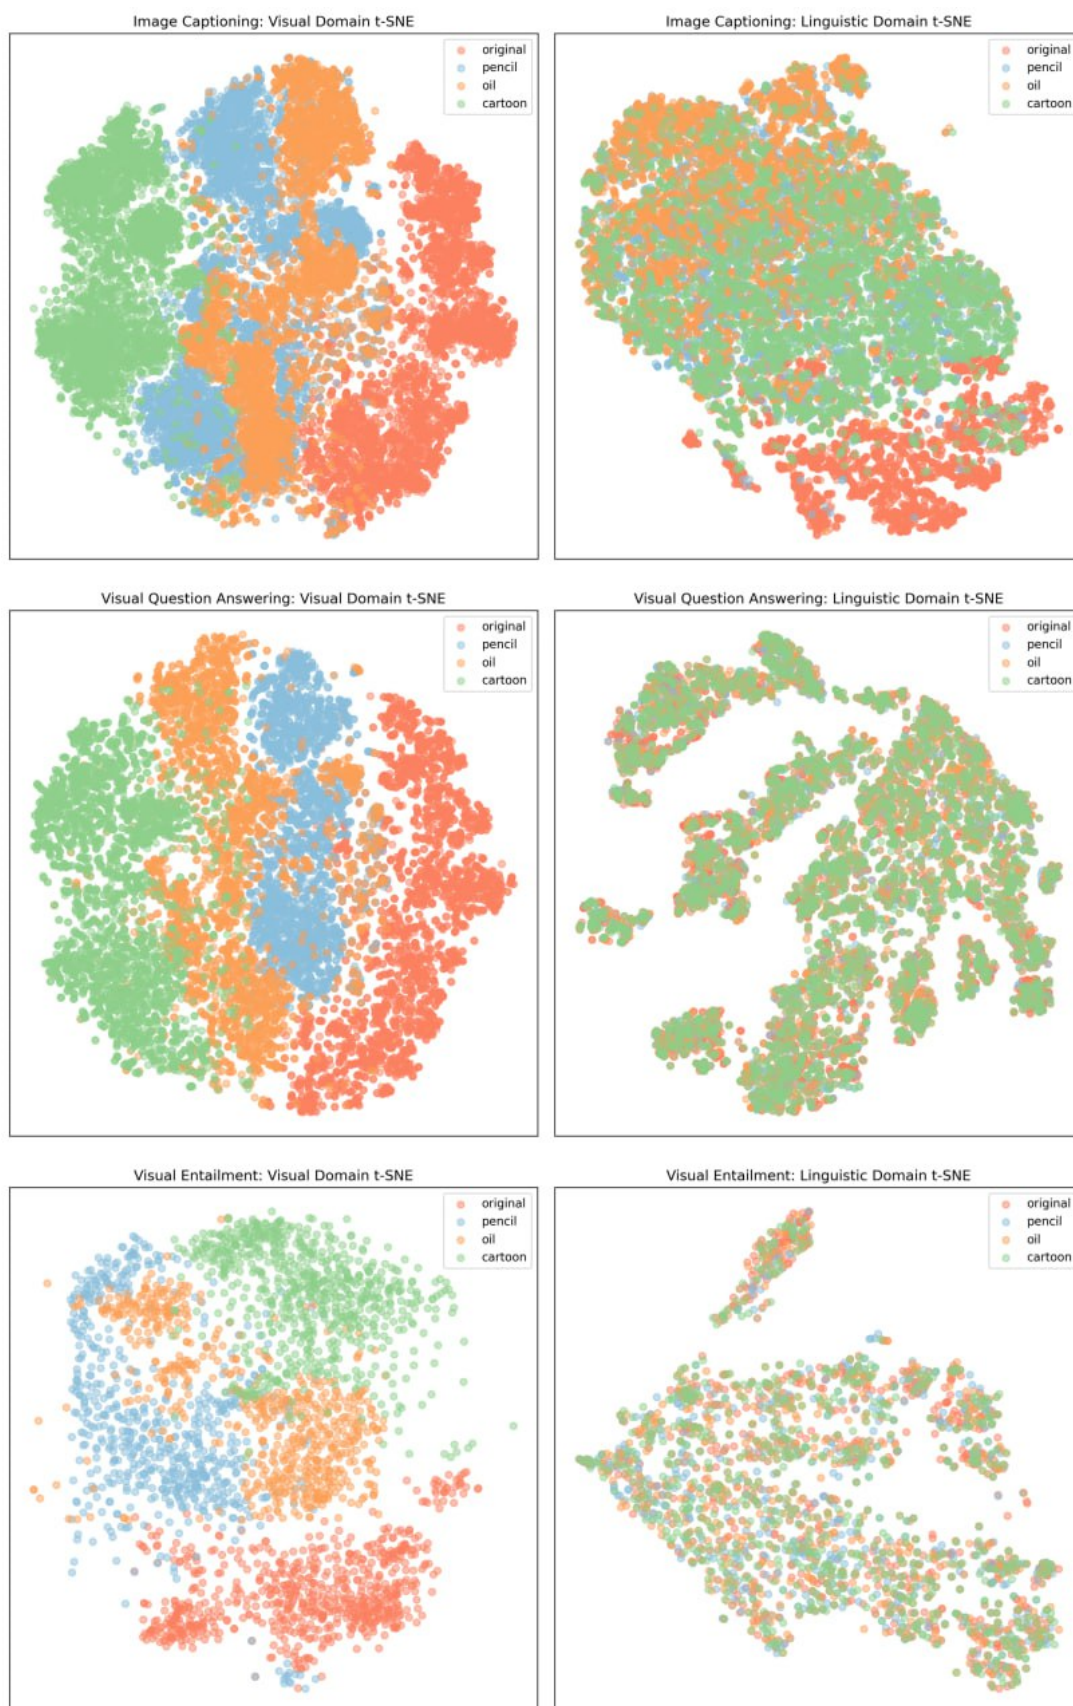 Image Captioning: Visual Domain t-SNE
original
pencil
oil
cartoon
Image Captioning: Linguistic Domain t-SNE
original
pencil
oil
cartoon
Visual Question Answering: Visual Domain t-SNE
original
pencil
oil
cartoon
Visual Question Answering: Linguistic Domain t-SNE
original
pencil
oil
cartoon
Visual Entailment: Visual Domain t-SNE
original
pencil
oil
cartoon
Visual Entailment: Linguistic Domain t-SNE
original
pencil
oil
cartoon